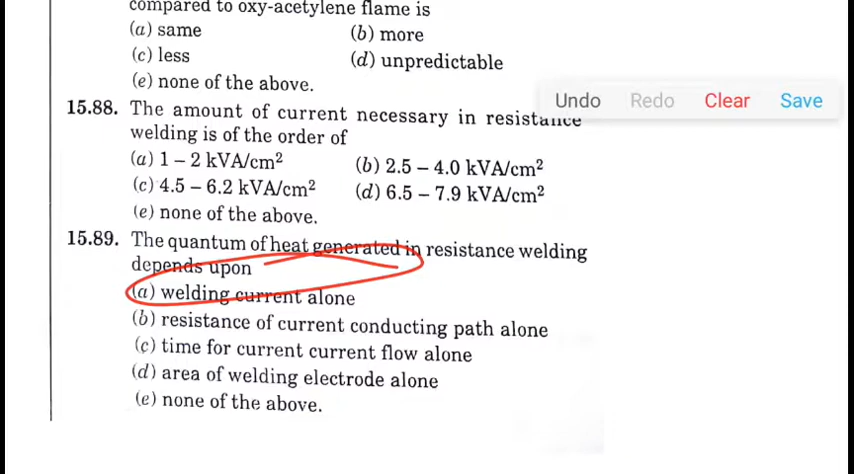 compared to oxy-acetylene flame is
(a) same (b) more
(c) less (d) unpredictable
(e) none of the above.
Undo Redo Clear Save
15.88. The amount of current necessary in resistance
welding is of the order of
(a) 1 – 2 kVA/cm² (b) 2.5 – 4.0 kVA/cm²
(c) 4.5 – 6.2 kVA/cm² (d) 6.5 – 7.9 kVA/cm²
(e) none of the above.
15.89. The quantum of heat generated in resistance welding
depends upon
(a) welding current alone
(b) resistance of current conducting path alone
(c) time for current current flow alone
(d) area of welding electrode alone
(e) none of the above.